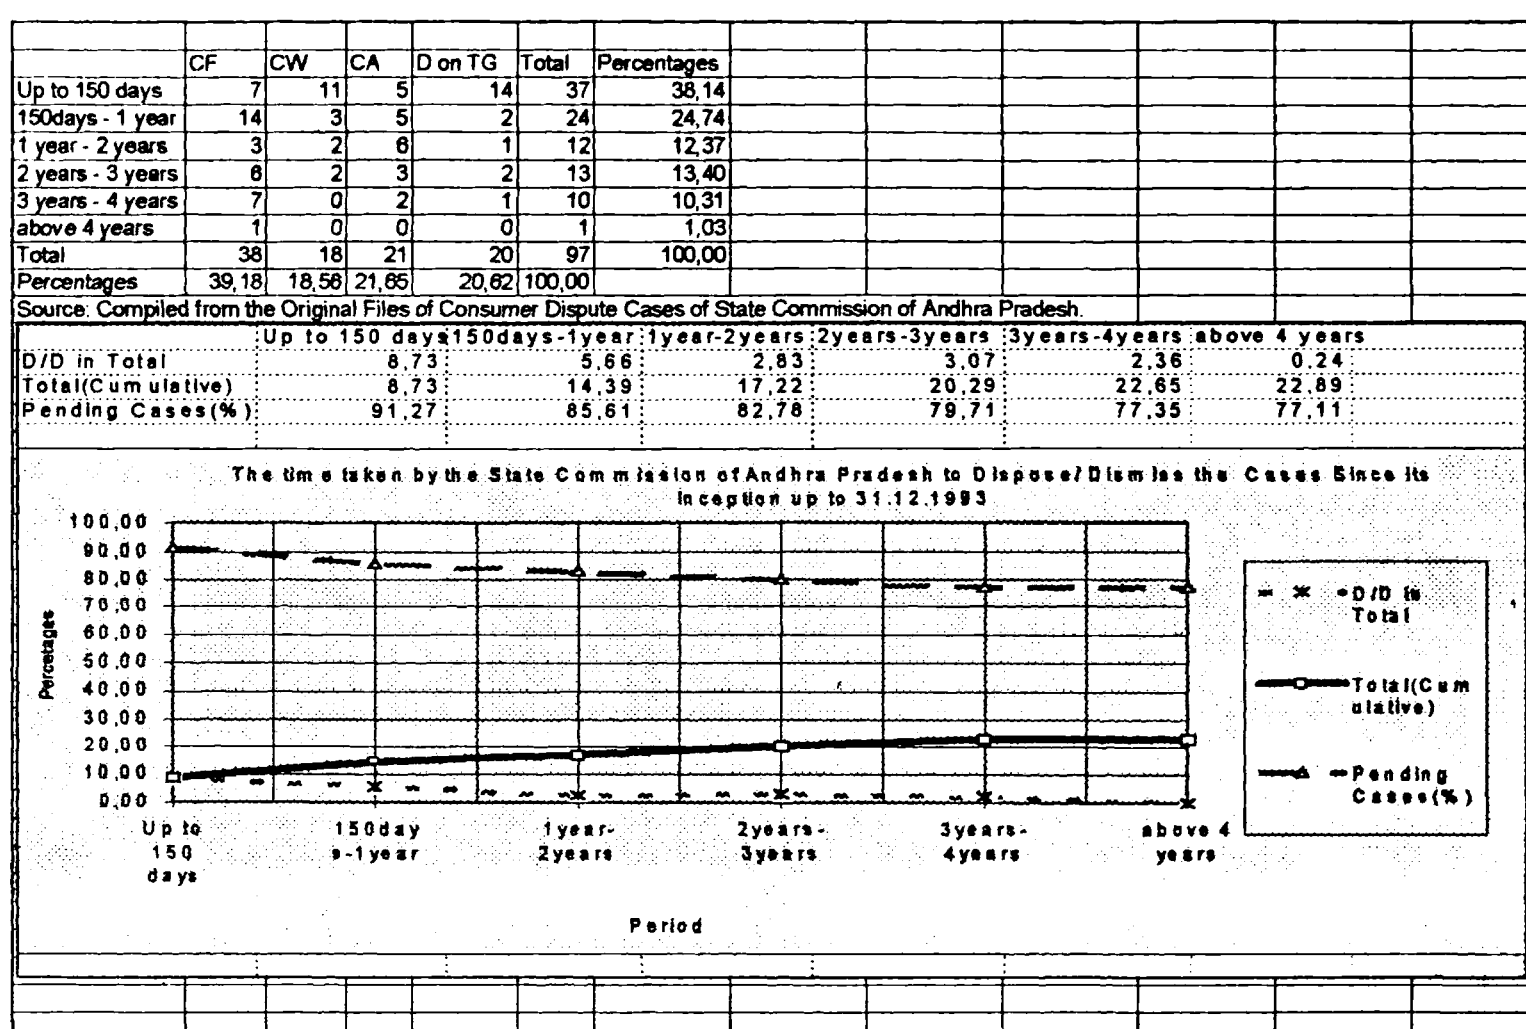 CF CW CA D on TG Total Percentages
Up to 150 days 7 11 5 14 37 38,14
150days - 1 year 14 3 5 2 24 24,74
1 year - 2 years 3 2 6 1 12 12,37
2 years - 3 years 6 2 3 2 13 13,40
3 years - 4 years 7 0 2 1 10 10,31
above 4 years 1 0 0 0 1 1,03
Total 38 18 21 20 97 100,00
Percentages 39,18 18,56 21,65 20,62 100,00
Source: Compiled from the Original Files of Consumer Dispute Cases of State Commission of Andhra Pradesh.
Up to 150 days 150days-1year 1year-2years 2years-3years 3years-4years above 4 years
D/D in Total 8,73 5,66 2,83 3,07 2,36 0.24
Total(Cumulative) 8,73 14,39 17,22 20,29 22,65 22,89
Pending Cases(%) 91,27 85,61 82,78 79,71 77,35 77,11
The time taken by the State Commission of Andhra Pradesh to Dispose/Dismiss the Cases Since its
inception up to 31.12.1993
100,00
90,00
80,00
70,00
60,00
50,00
40,00
30,00
20,00
10,00
0,00
Percetages
Up to
150
days
150day
s-1year
1year-
2years
2years-
3years
3years-
4years
above 4
years
Period
D/D in
Total
Total(Cum
ulative)
Pending
Cases(%)